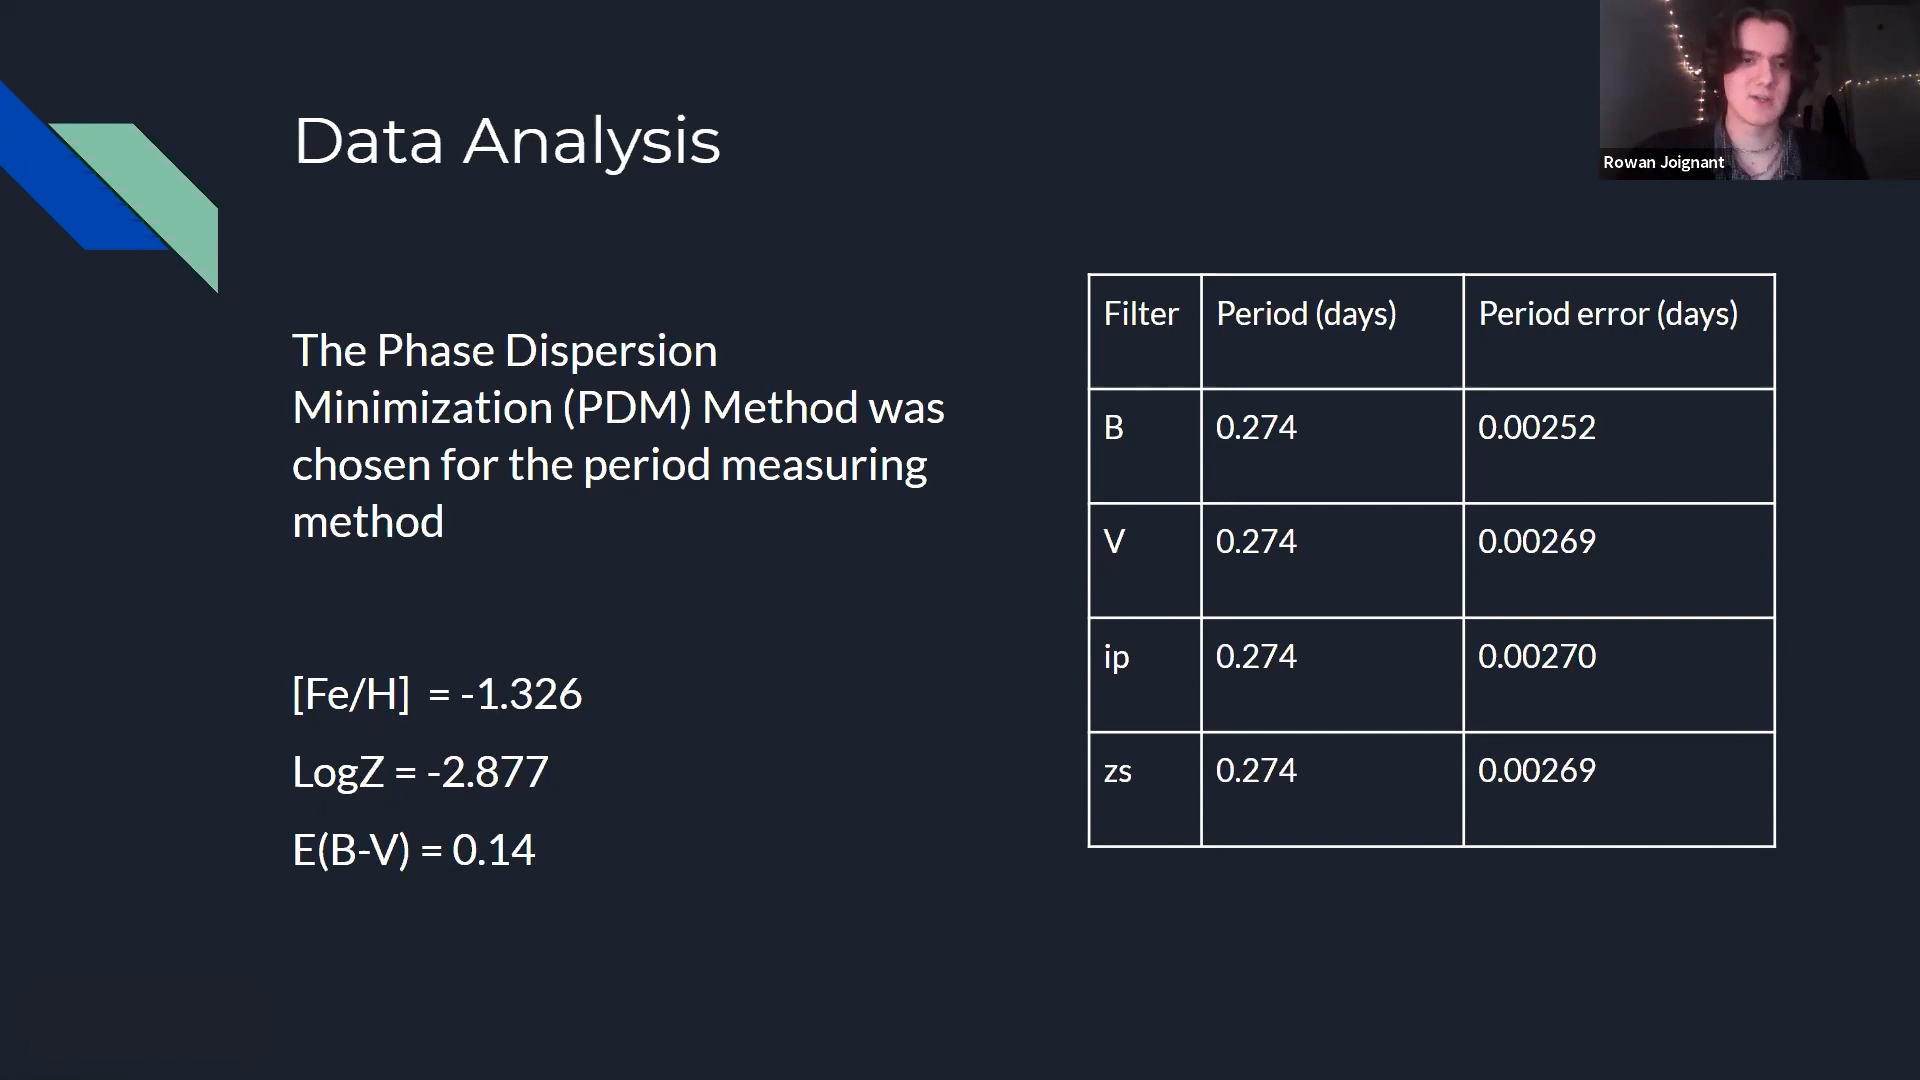 Data Analysis
Rowan Joignant
The Phase Dispersion
Minimization (PDM) Method was
chosen for the period measuring
method
[Fe/H] = -1.326
LogZ = -2.877
E(B-V) = 0.14
Filter Period (days) Period error (days)
B 0.274 0.00252
V 0.274 0.00269
ip 0.274 0.00270
zs 0.274 0.00269